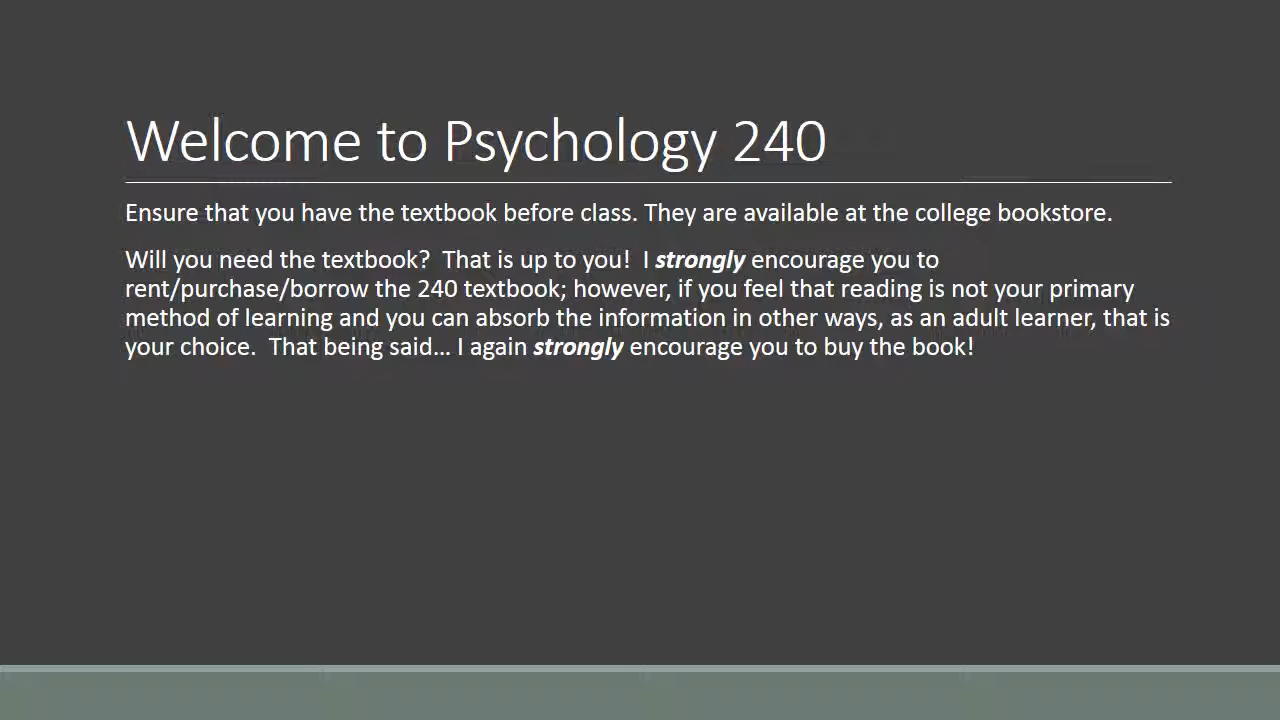 Welcome to Psychology 240
Ensure that you have the textbook before class. They are available at the college bookstore.
Will you need the textbook?  That is up to you!  I strongly encourage you to
rent/purchase/borrow the 240 textbook; however, if you feel that reading is not your primary
method of learning and you can absorb the information in other ways, as an adult learner, that is
your choice.  That being said... I again strongly encourage you to buy the book!